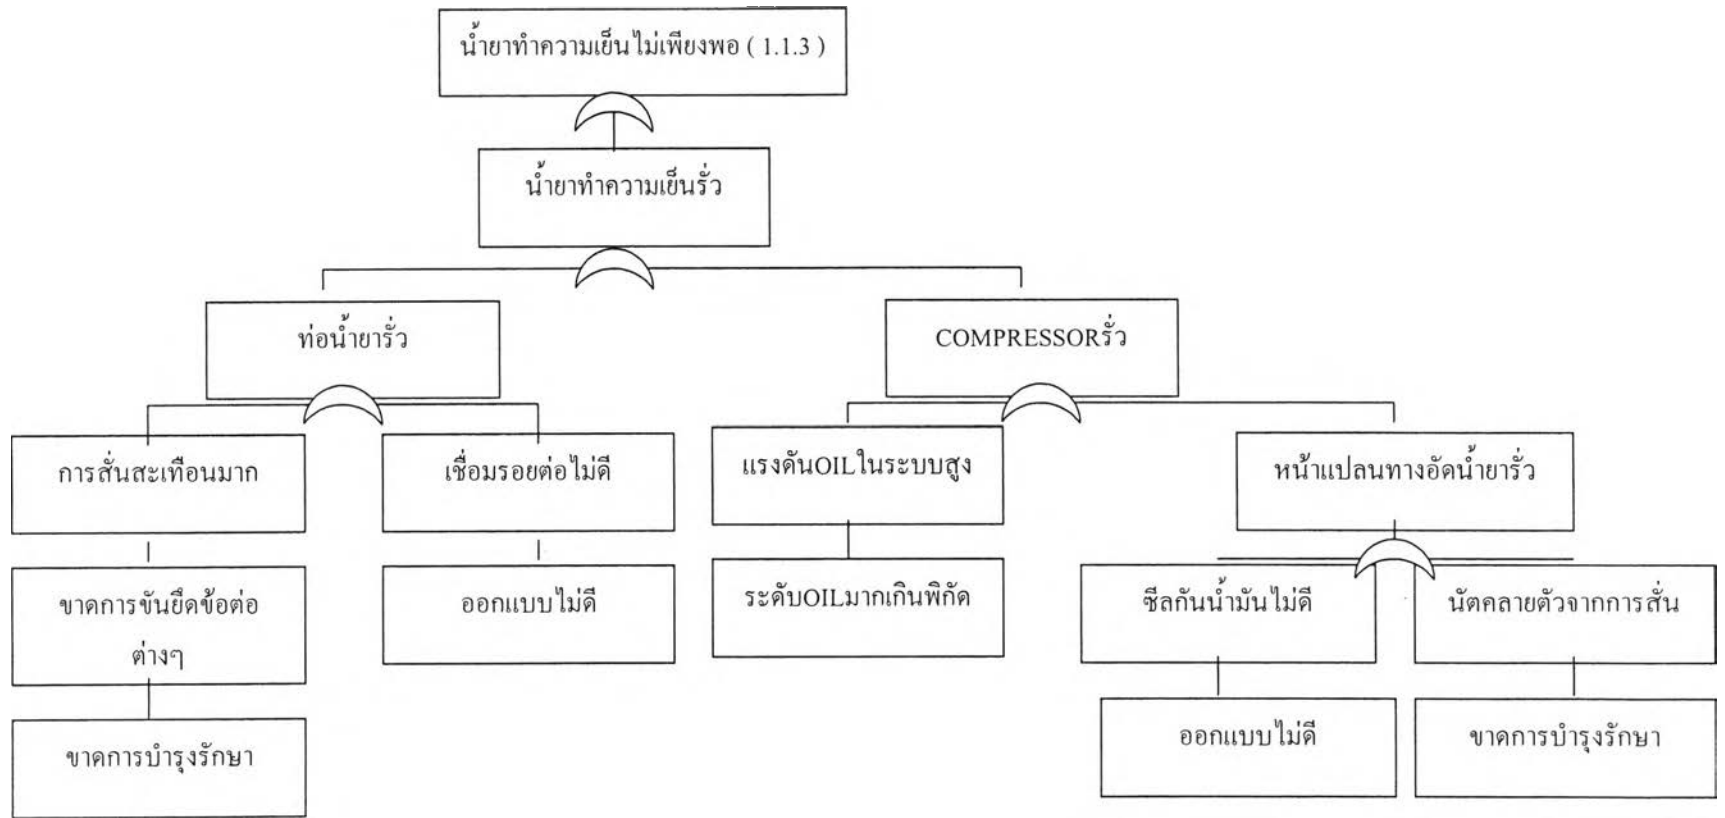 น้ำยาทำความเย็นไม่เพียงพอ ( 1.1.3 )
น้ำยาทำความเย็นรั่ว
ท่อน้ำยารั่ว
COMPRESSORรั่ว
การสั่นสะเทือนมาก
เชื่อมรอยต่อไม่ดี
แรงดันOILในระบบสูง
หน้าแปลนทางอัดน้ำยารั่ว
ขาดการขันยึดข้อต่อ
ต่างๆ
ออกแบบไม่ดี
ระดับOILมากเกินพิกัด
ซีลกันน้ำมันไม่ดี
นัตคลายตัวจากการสั่น
ขาดการบำรุงรักษา
ออกแบบไม่ดี
ขาดการบำรุงรักษา